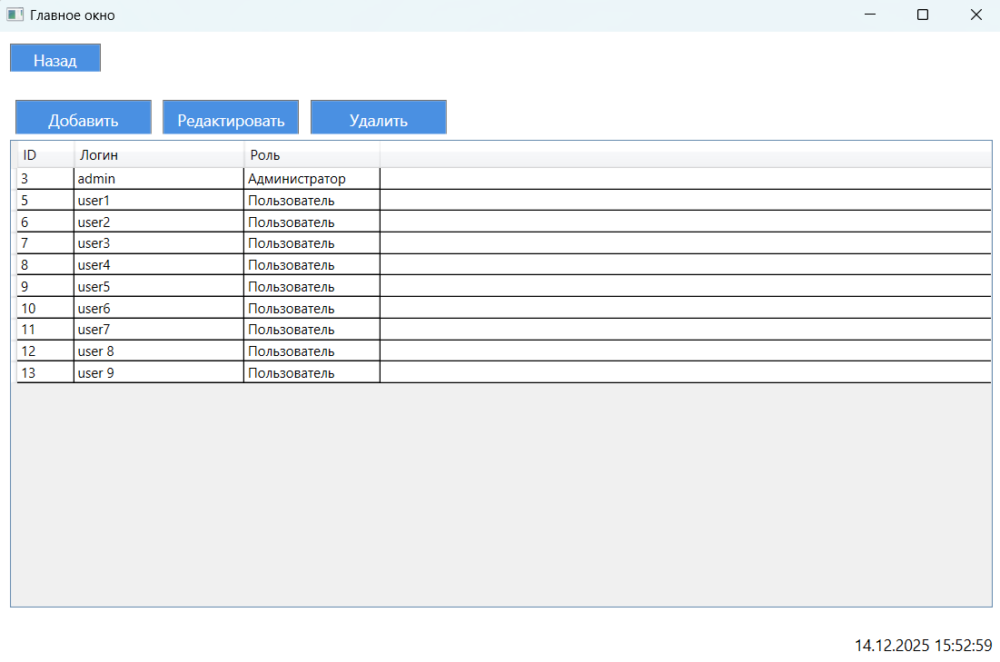 Главное окно
Назад
Добавить Редактировать Удалить
ID Логин Роль
3 admin Администратор
5 user1 Пользователь
6 user2 Пользователь
7 user3 Пользователь
8 user4 Пользователь
9 user5 Пользователь
10 user6 Пользователь
11 user7 Пользователь
12 user 8 Пользователь
13 user 9 Пользователь
14.12.2025 15:52:59